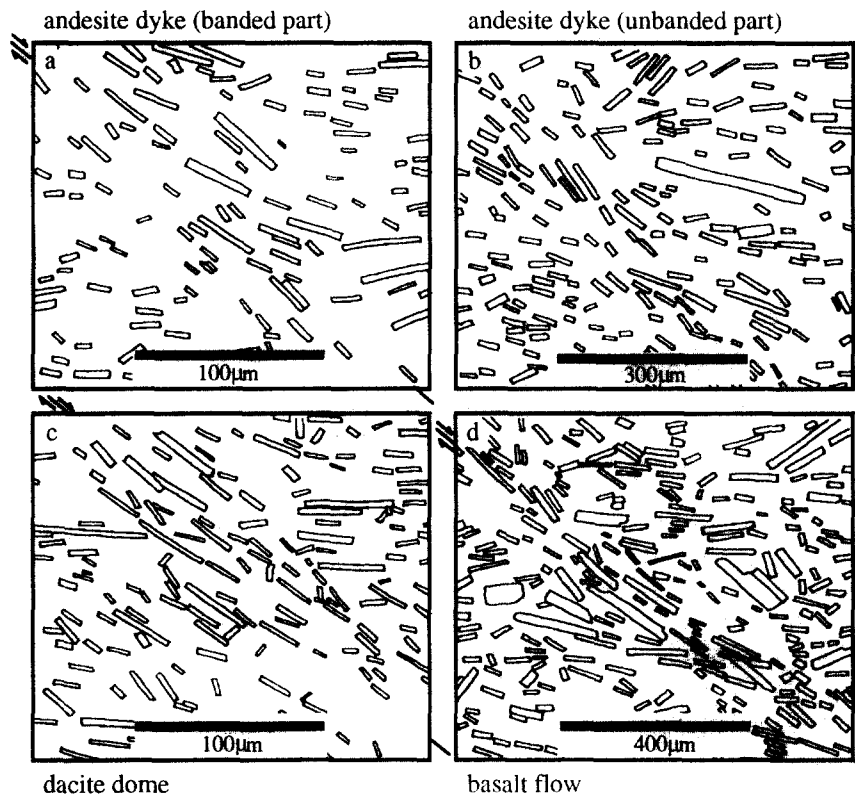 andesite dyke (banded part)
andesite dyke (unbanded part)
a
b
100μm
300μm
c
d
100μm
400μm
dacite dome
basalt flow